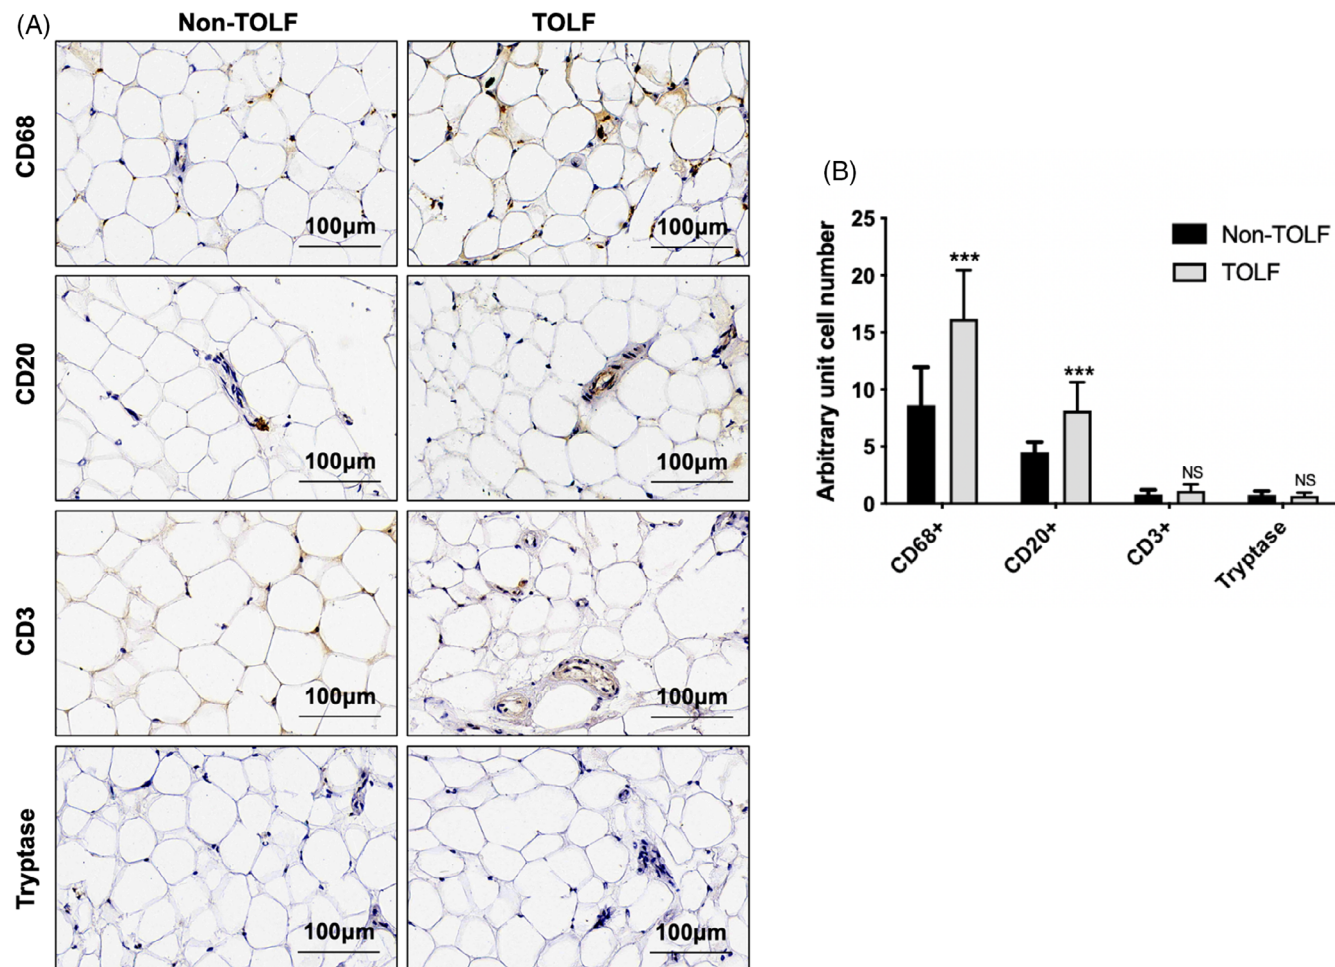 (A)
Non-TOLF
TOLF
CD68
100µm
100µm
CD20
100µm
100µm
CD3
100µm
100µm
Tryptase
100µm
100µm
(B)
Arbitrary unit cell number
25
20
15
10
5
0
Non-TOLF
TOLF
***
***
NS
NS
CD68+
CD20+
CD3+
Tryptase